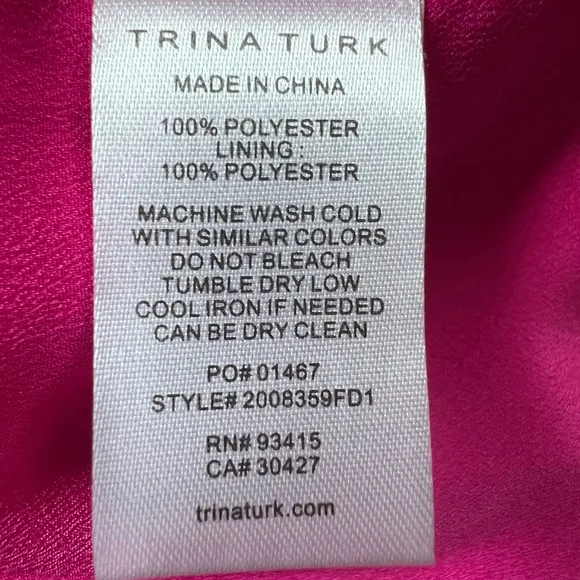 TRINA TURK
MADE IN CHINA
100% POLYESTER
LINING:
100% POLYESTER
MACHINE WASH COLD
WITH SIMILAR COLORS
DO NOT BLEACH
TUMBLE DRY LOW
COOL IRON IF NEEDED
CAN BE DRY CLEAN
PO# 01467
STYLE# 2008359FD1
RN# 93415
CA# 30427
trinaturk.com